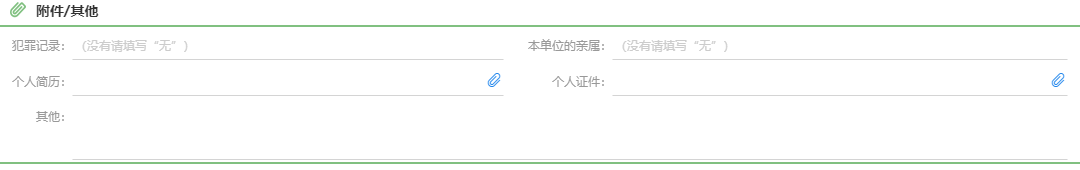 附件/其他
犯罪记录： （没有请填写“无”） 本单位的亲属： （没有请填写“无”）
个人简历： 个人证件：
其他：